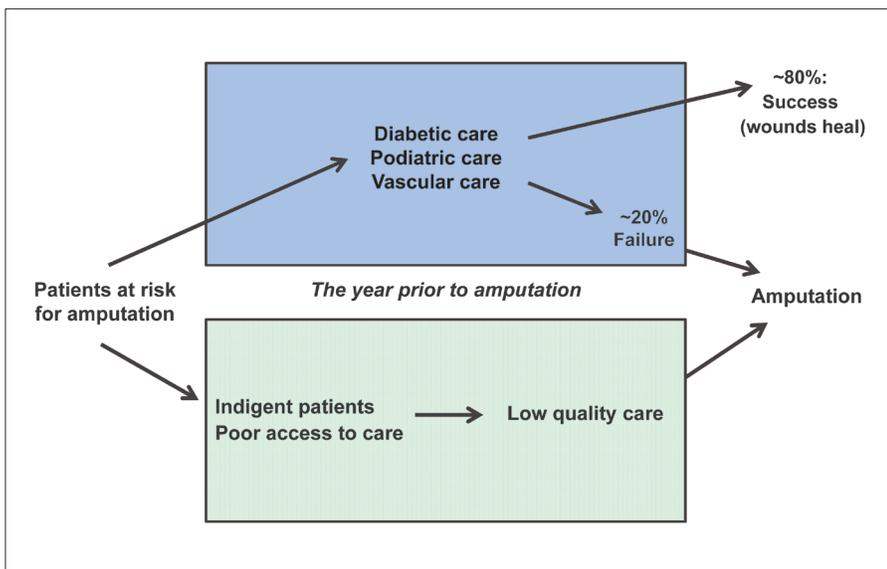 ~80%:
Success
(wounds heal)
Diabetic care
Podiatric care
Vascular care
~20%
Failure
Patients at risk
for amputation
The year prior to amputation
Amputation
Indigent patients
Poor access to care
Low quality care